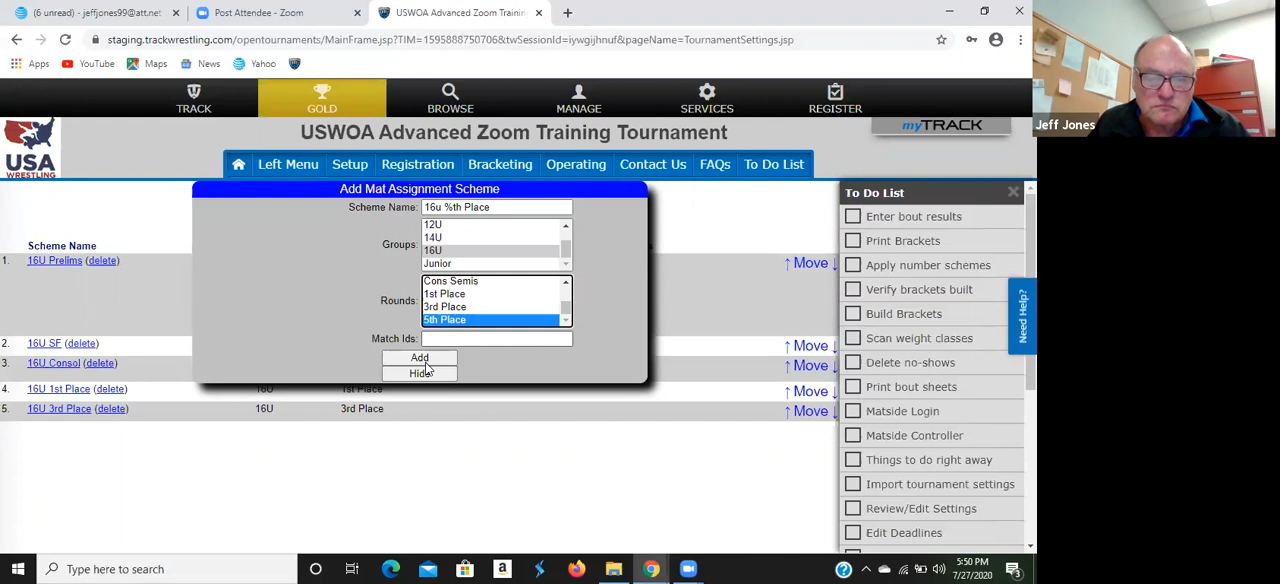 (6 unread) - jeffjones99@att.net
Post Attendee - Zoom
USWOA Advanced Zoom Trainin
staging.trackwrestling.com/opentournaments/MainFrame.jsp?TIM=1595888750706&twSessionId=iywgijhnuf&pageName=TournamentSettings.jsp
Apps YouTube Maps News Yahoo
TRACK GOLD BROWSE MANAGE SERVICES REGISTER
USA WRESTLING
USWOA Advanced Zoom Training Tournament
myTRACK
Left Menu Setup Registration Bracketing Operating Contact Us FAQs To Do List
Add Mat Assignment Scheme
Scheme Name: 16u %th Place
Groups: 12U
14U
16U
Junior
Rounds: Cons Semis
1st Place
3rd Place
5th Place
Match Ids:
Add
Hide
Scheme Name
1. 16U Prelims (delete) ↑ Move ↓
2. 16U SF (delete) ↑ Move ↓
3. 16U Consol (delete) ↑ Move ↓
4. 16U 1st Place (delete) 16U 1st Place ↑ Move ↓
5. 16U 3rd Place (delete) 16U 3rd Place ↑ Move ↓
To Do List
Enter bout results
Print Brackets
Apply number schemes
Verify brackets built
Build Brackets
Scan weight classes
Delete no-shows
Print bout sheets
Matside Login
Matside Controller
Things to do right away
Import tournament settings
Review/Edit Settings
Edit Deadlines
Need Help?
Jeff Jones
Type here to search
5:50 PM
7/27/2020
3